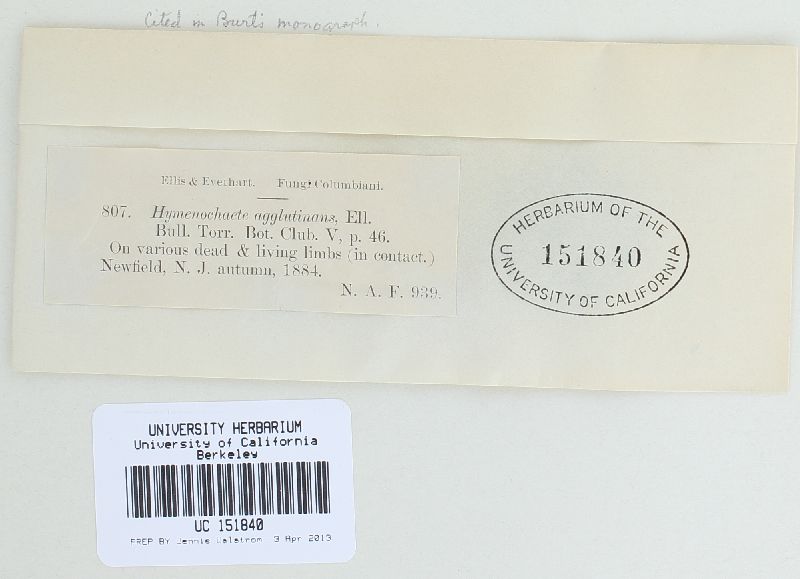 Cited in Burt's monograph.
Ellis & Everhart. Fungi Columbiani.
807. Hymenochaete agglutinans, Ell.
Bull. Torr. Bot. Club. V, p. 46.
On various dead & living limbs (in contact.)
Newfield, N. J. autumn, 1884.
N. A. F. 939.
HERBARIUM OF THE
151840
UNIVERSITY OF CALIFORNIA
UNIVERSITY HERBARIUM
University of California
Berkeley
UC 151840
PREP BY Jennie 3 Apr 2013